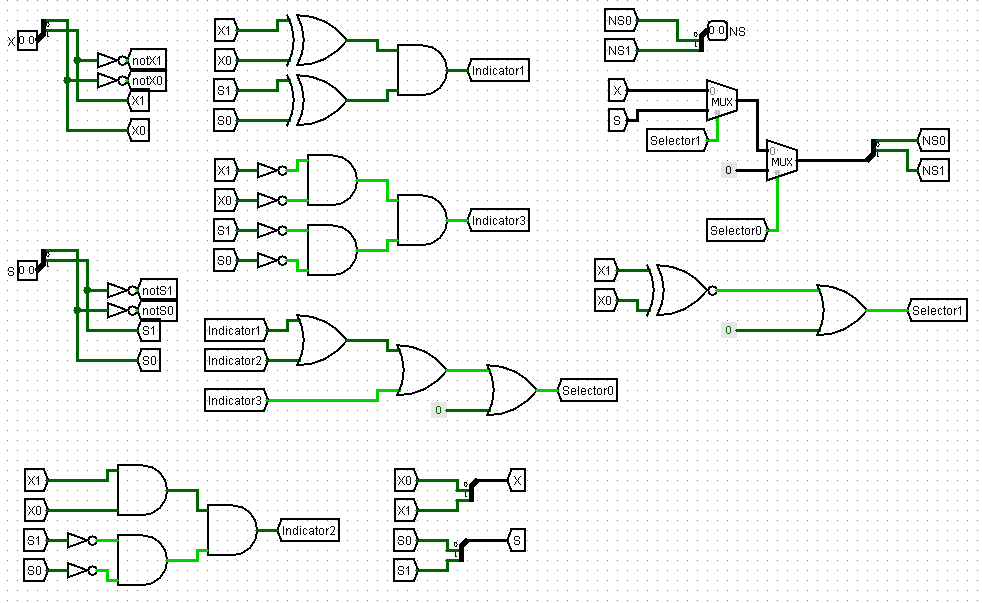 X 0 0
notX1
notX0
X1
X0
X1
X0
S1
S0
Indicator1
NS0
NS1
0 0 NS
X
S
0
MUX
Selector1
0
0
MUX
Selector0
NS0
NS1
X1
X0
S1
S0
Indicator3
S 0 0
notS1
notS0
S1
S0
X1
X0
0
Selector1
Indicator1
Indicator2
Indicator3
0
Selector0
X1
X0
S1
S0
Indicator2
X0
X1
X
S0
S1
S